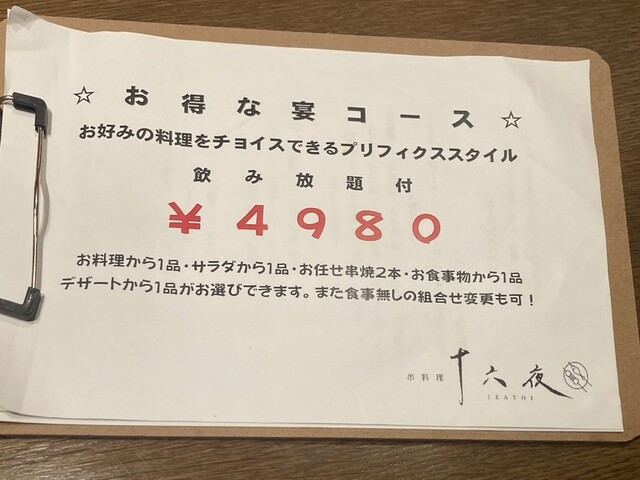 ☆ お得な宴コース ☆
お好みの料理をチョイスできるプリフィクススタイル
飲み放題付
¥4980
お料理から1品・サラダから1品・お任せ串焼2本・お食事物から1品
デザートから1品がお選びできます。また食事無しの組合せ変更も可！
串料理 十六夜
IZAYOI